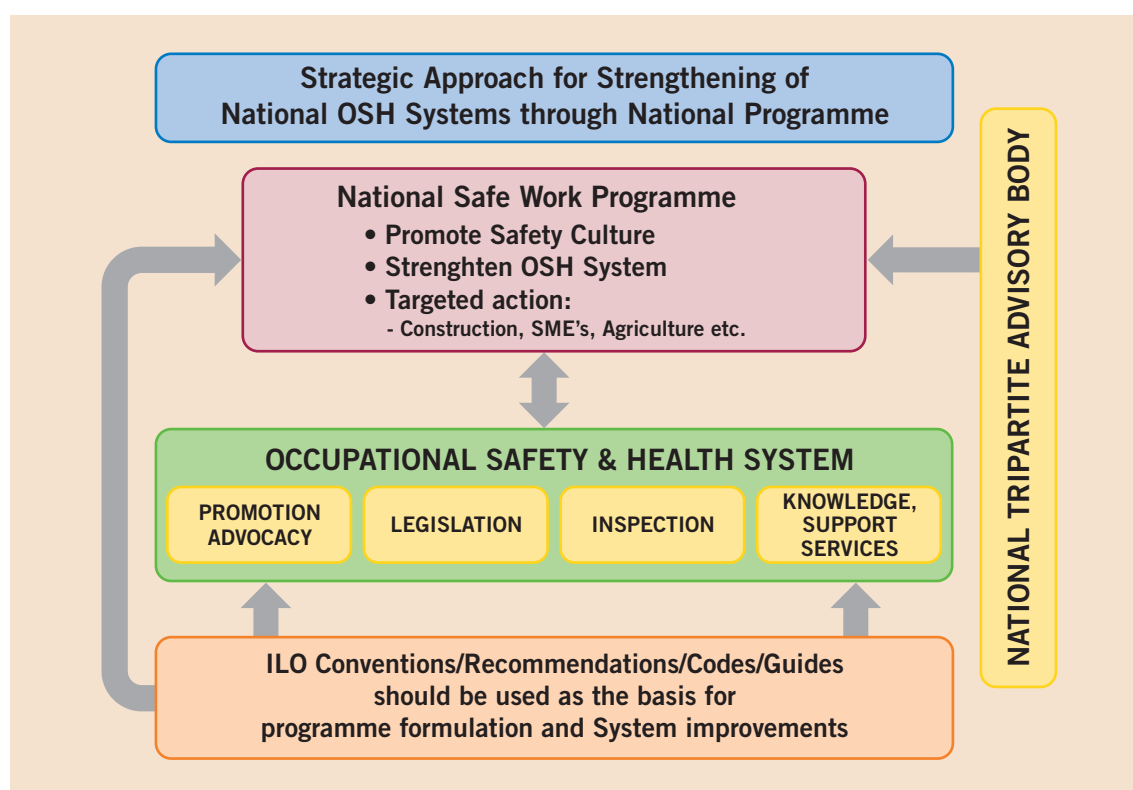 Strategic Approach for Strengthening of
National OSH Systems through National Programme
National Safe Work Programme
• Promote Safety Culture
• Strenghten OSH System
• Targeted action:
- Construction, SME's, Agriculture etc.
OCCUPATIONAL SAFETY & HEALTH SYSTEM
PROMOTION
ADVOCACY
LEGISLATION
INSPECTION
KNOWLEDGE,
SUPPORT
SERVICES
ILO Conventions/Recommendations/Codes/Guides
should be used as the basis for
programme formulation and System improvements
NATIONAL TRIPARTITE ADVISORY BODY